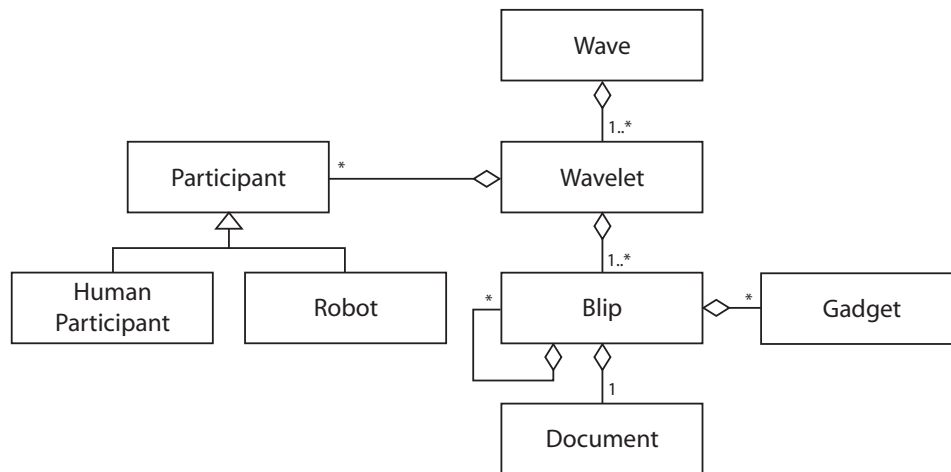 Wave
1..*
Participant
*
Wavelet
1..*
Human
Participant
Robot
*
Blip
*
Gadget
1
Document